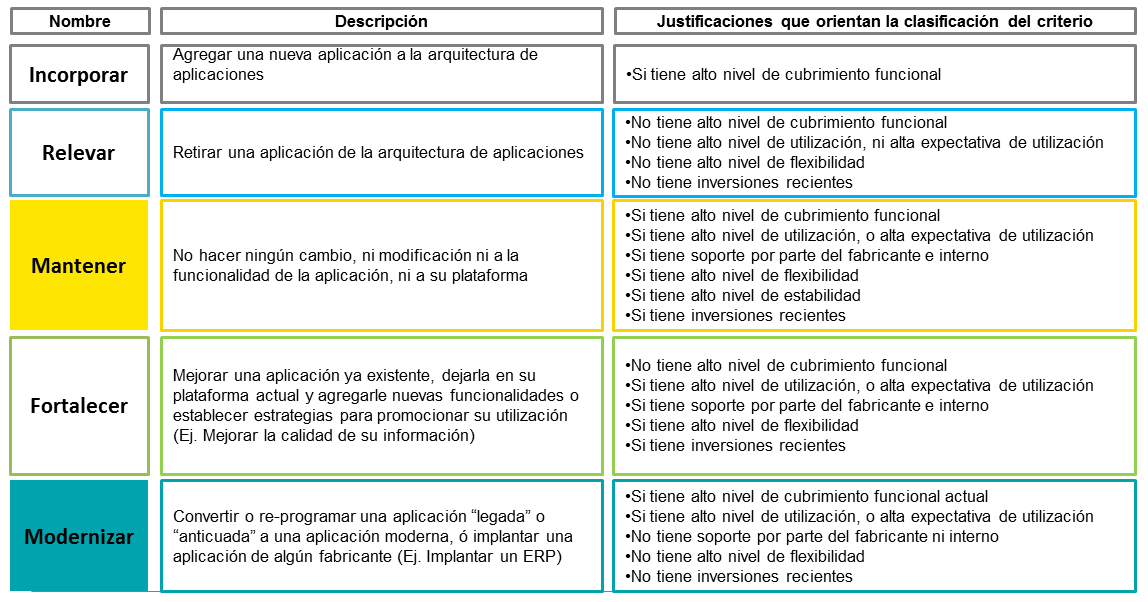 Nombre
Descripción
Justificaciones que orientan la clasificación del criterio
Incorporar
Agregar una nueva aplicación a la arquitectura de
aplicaciones
•Si tiene alto nivel de cubrimiento funcional
Relevar
Retirar una aplicación de la arquitectura de aplicaciones
•No tiene alto nivel de cubrimiento funcional
•No tiene alto nivel de utilización, ni alta expectativa de utilización
•No tiene alto nivel de flexibilidad
•No tiene inversiones recientes
Mantener
No hacer ningún cambio, ni modificación ni a la
funcionalidad de la aplicación, ni a su plataforma
•Si tiene alto nivel de cubrimiento funcional
•Si tiene alto nivel de utilización, o alta expectativa de utilización
•Si tiene soporte por parte del fabricante e interno
•Si tiene alto nivel de flexibilidad
•Si tiene alto nivel de estabilidad
•Si tiene inversiones recientes
Fortalecer
Mejorar una aplicación ya existente, dejarla en su
plataforma actual y agregarle nuevas funcionalidades o
establecer estrategias para promocionar su utilización
(Ej. Mejorar la calidad de su información)
•No tiene alto nivel de cubrimiento funcional
•Si tiene alto nivel de utilización, o alta expectativa de utilización
•Si tiene soporte por parte del fabricante e interno
•Si tiene alto nivel de flexibilidad
•Si tiene inversiones recientes
Modernizar
Convertir o re-programar una aplicación “legada” o
“anticuada” a una aplicación moderna, ó implantar una
aplicación de algún fabricante (Ej. Implantar un ERP)
•Si tiene alto nivel de cubrimiento funcional actual
•Si tiene alto nivel de utilización, o alta expectativa de utilización
•No tiene soporte por parte del fabricante ni interno
•No tiene alto nivel de flexibilidad
•No tiene inversiones recientes